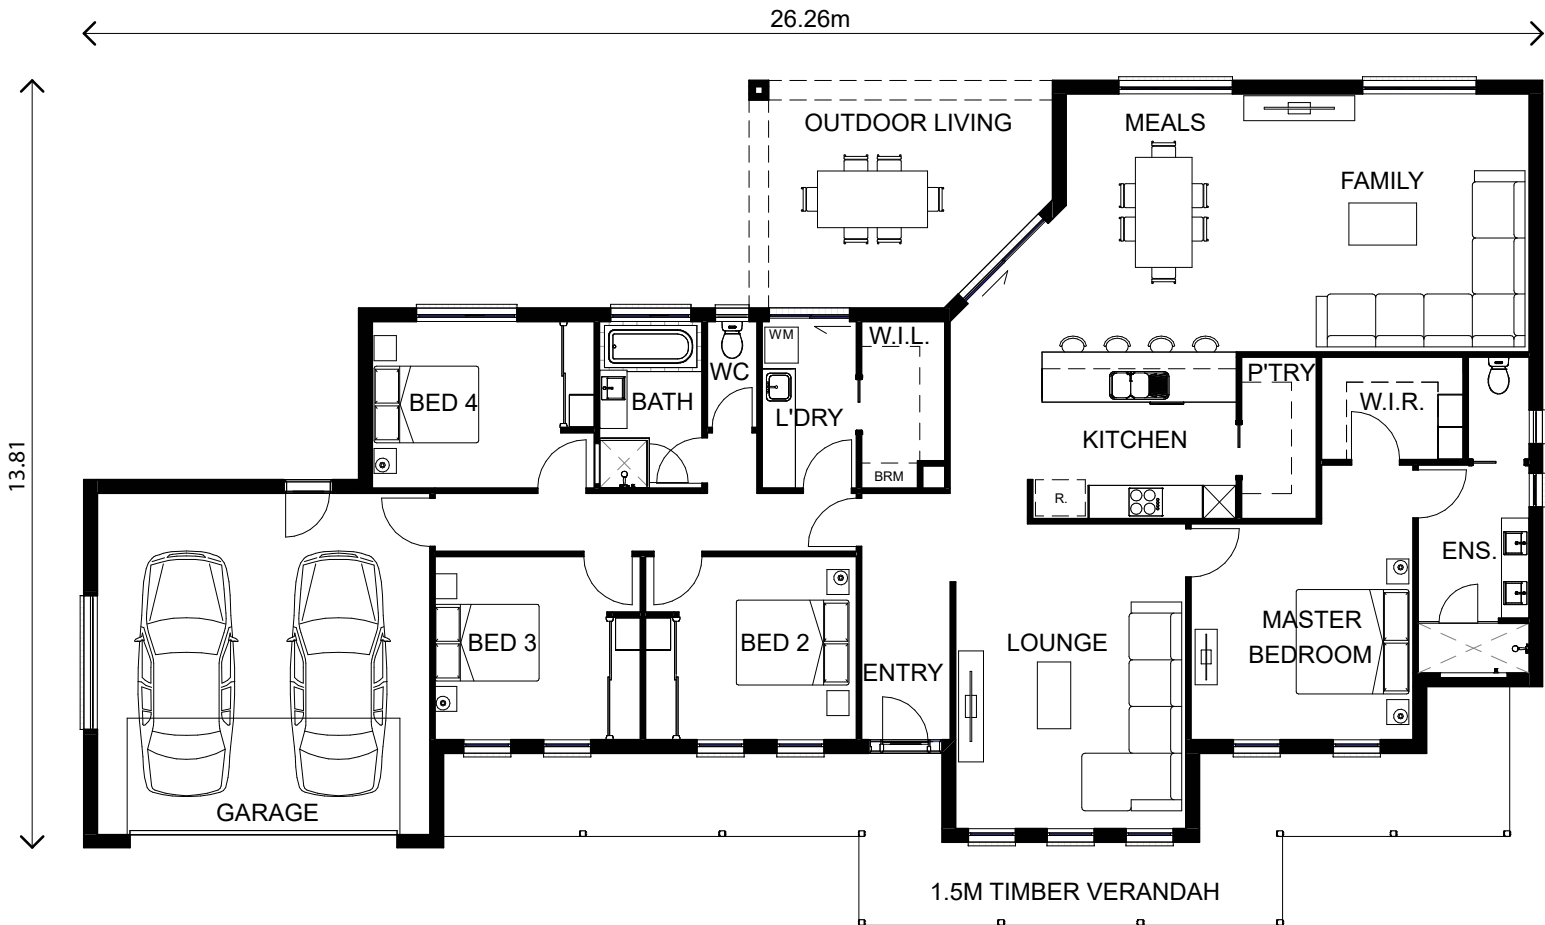 26.26m
13.81
OUTDOOR LIVING
MEALS
FAMILY
WM
W.I.L.
WC
P'TRY
BED 4
BATH
L'DRY
W.I.R.
KITCHEN
BRM
R.
ENS.
MASTER
BEDROOM
BED 3
BED 2
LOUNGE
ENTRY
GARAGE
1.5M TIMBER VERANDAH